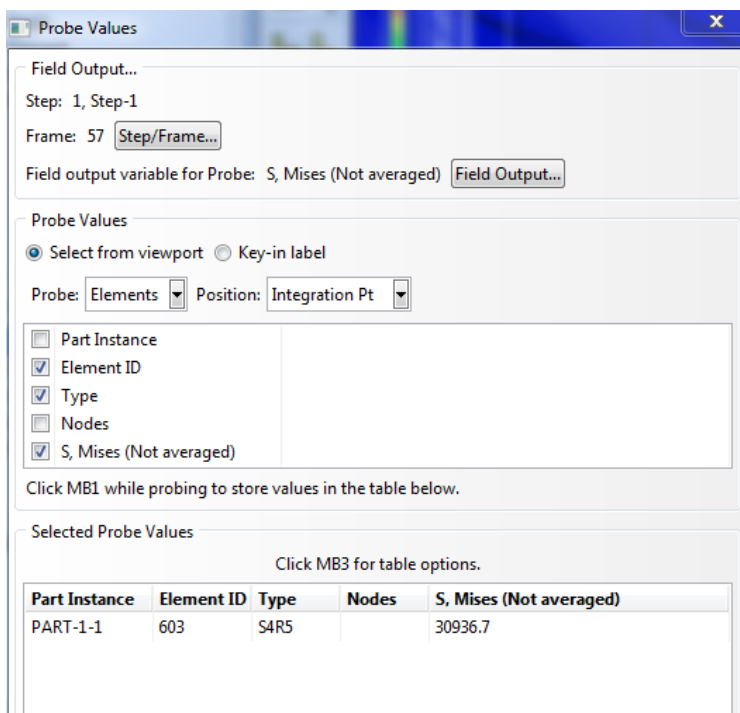 Probe Values
x
Field Output...
Step: 1, Step-1
Frame: 57 Step/Frame...
Field output variable for Probe: S, Mises (Not averaged) Field Output...
Probe Values
Select from viewport Key-in label
Probe: Elements Position: Integration Pt
Part Instance
Element ID
Type
Nodes
S, Mises (Not averaged)
Click MB1 while probing to store values in the table below.
Selected Probe Values
Click MB3 for table options.
Part Instance Element ID Type Nodes S, Mises (Not averaged)
PART-1-1 603 S4R5 30936.7